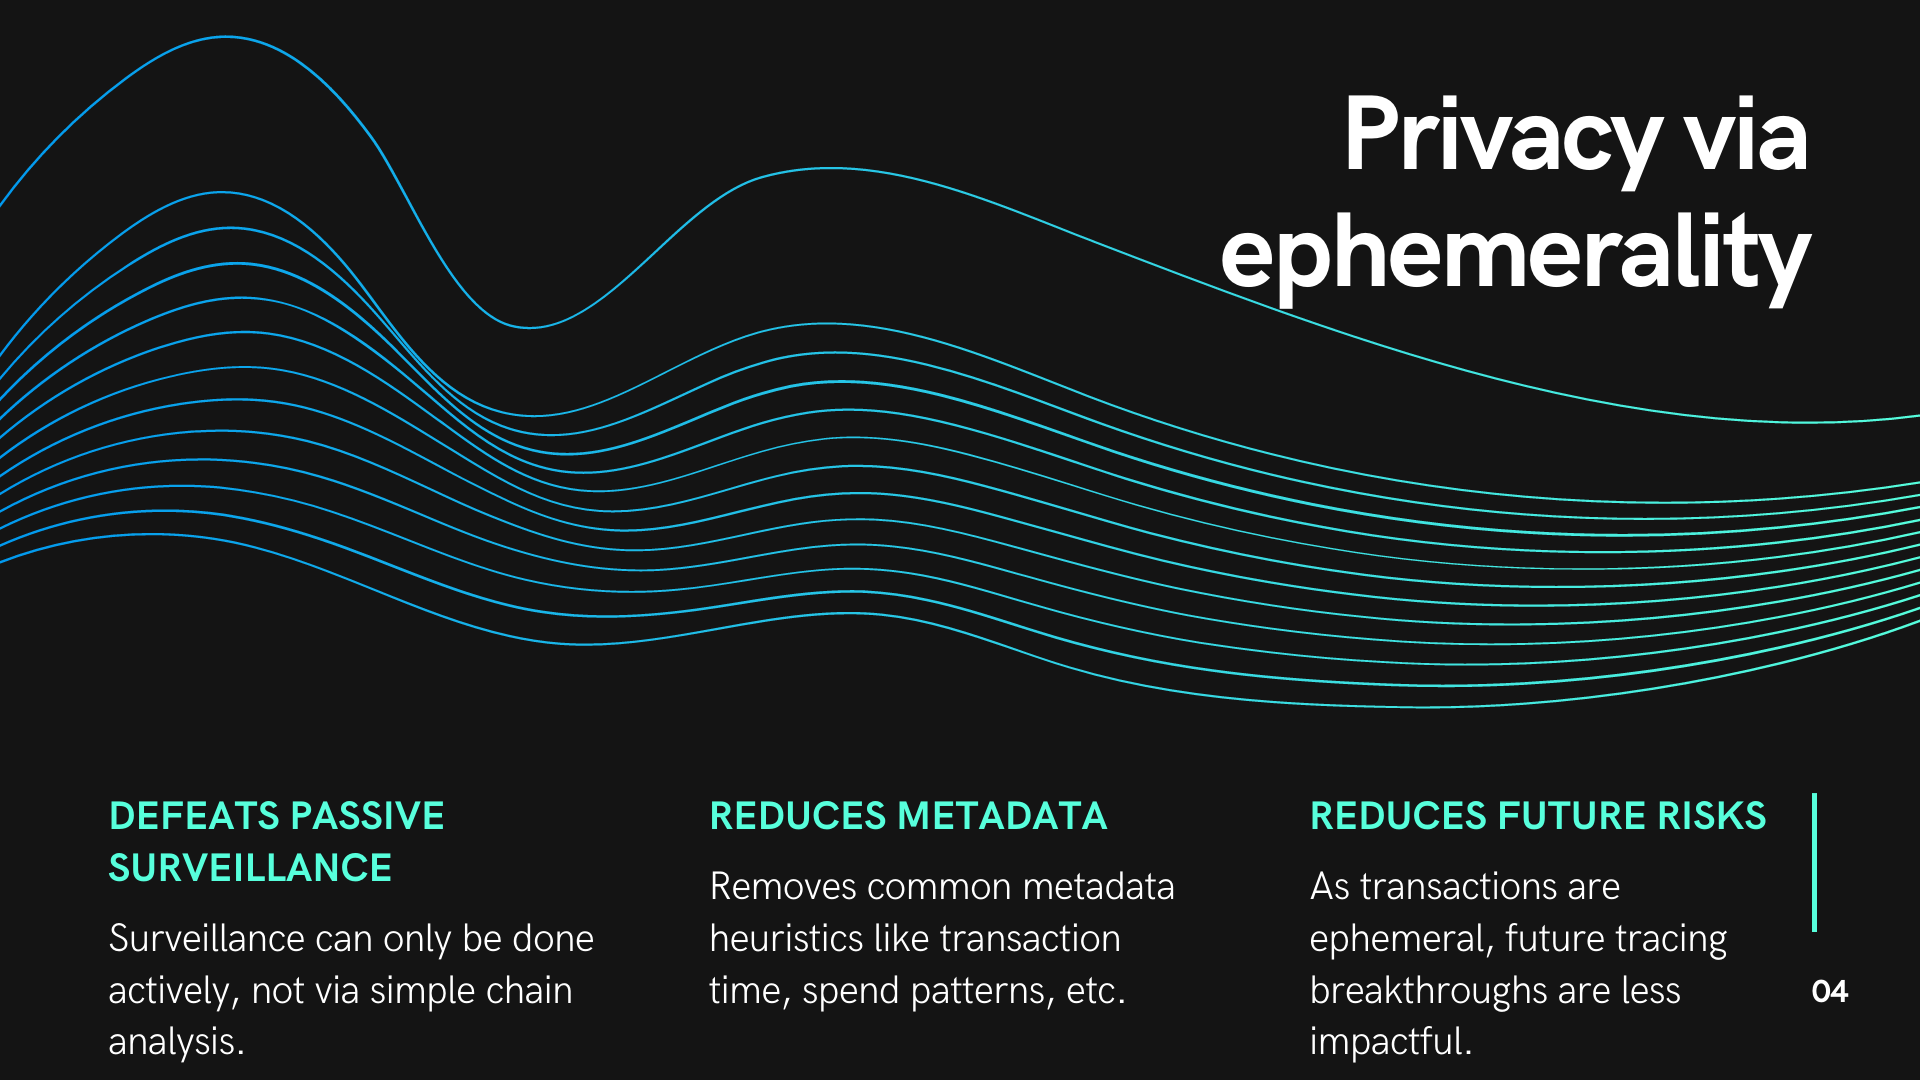 Privacy via
ephemerality
DEFEATS PASSIVE
SURVEILLANCE
Surveillance can only be done
actively, not via simple chain
analysis.
REDUCES METADATA
Removes common metadata
heuristics like transaction
time, spend patterns, etc.
REDUCES FUTURE RISKS
As transactions are
ephemeral, future tracing
breakthroughs are less
impactful.
04